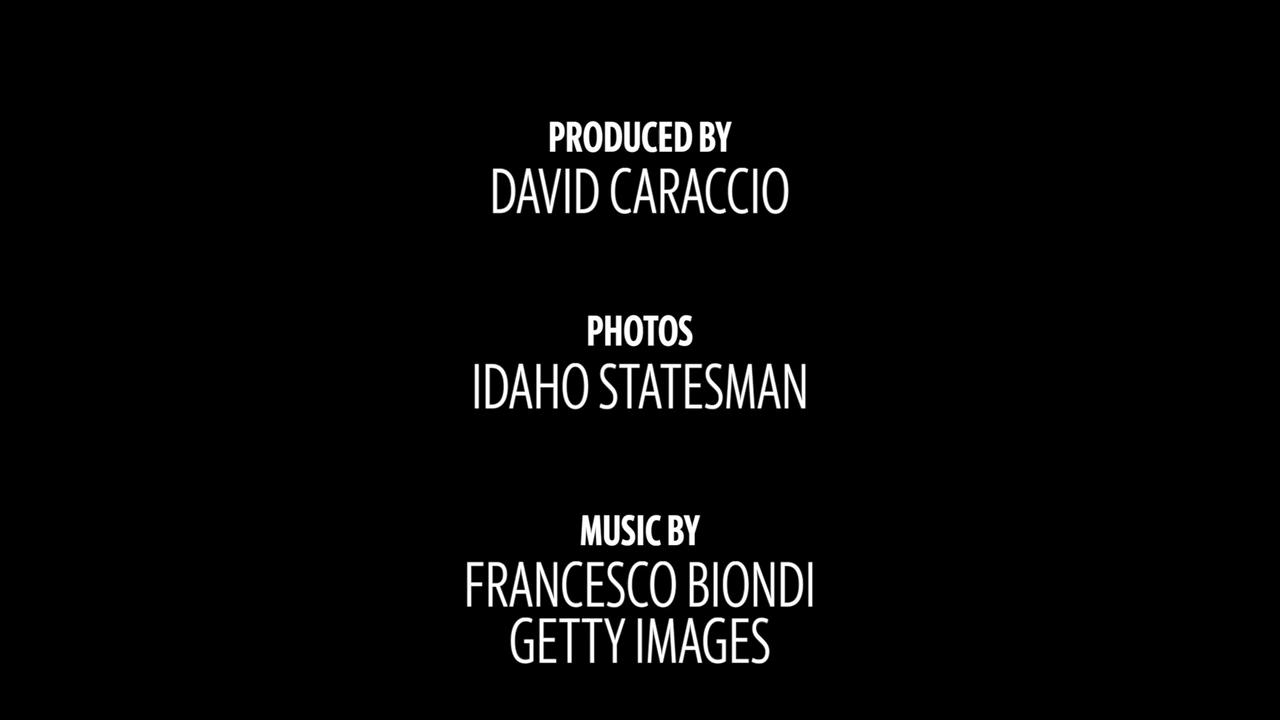 PRODUCED BY
DAVID CARACCIO
PHOTOS
IDAHO STATESMAN
MUSIC BY
FRANCESCO BIONDI
GETTY IMAGES